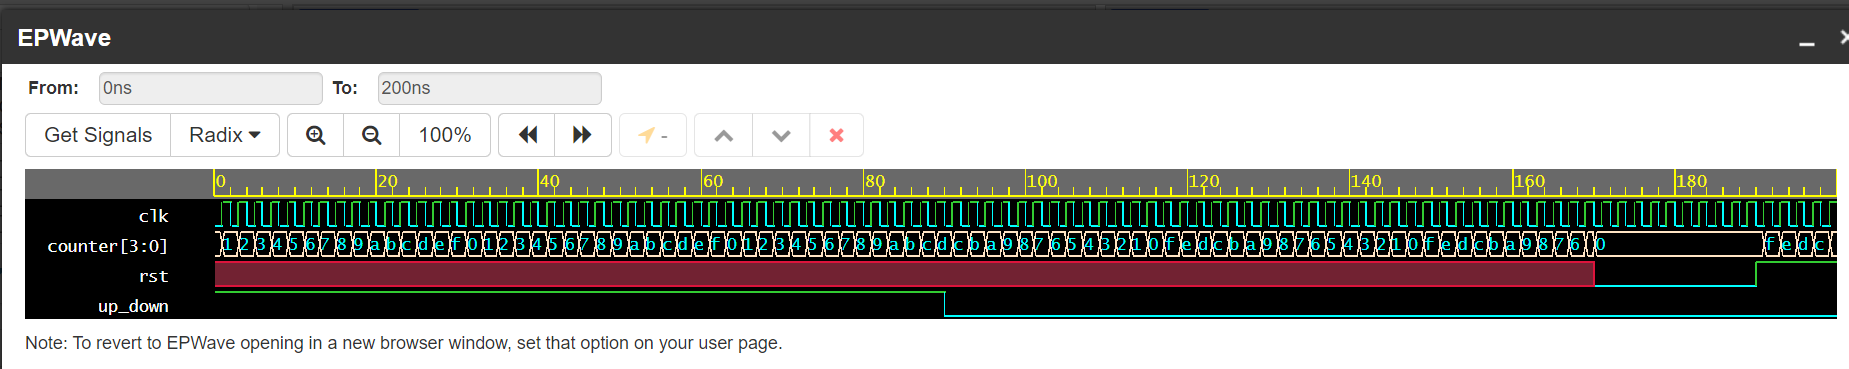 EPWave
From: 0ns To: 200ns
Get Signals Radix 100% -
0 20 40 60 80 100 120 140 160 180
clk
counter[3:0] 1 2 3 4 5 6 7 8 9 a b c d e f 0 1 2 3 4 5 6 7 8 9 a b c d e f 0 1 2 3 4 5 6 7 8 9 a b c d c b a 9 8 7 6 5 4 3 2 1 0 f e d c b a 9 8 7 6 5 4 3 2 1 0 f e d c b a 9 8 7 6 0 f e d c
rst
up_down
Note: To revert to EPWave opening in a new browser window, set that option on your user page.